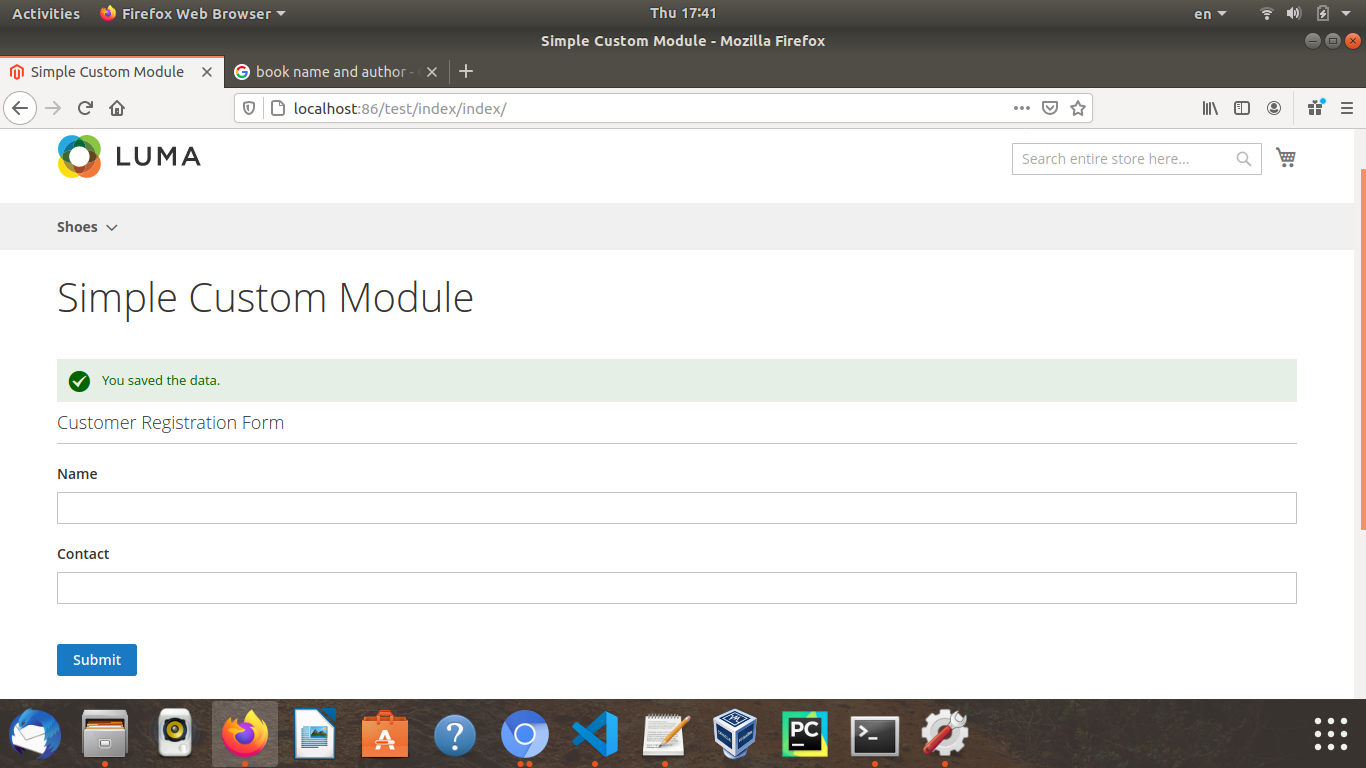 Activities
Firefox Web Browser
Thu 17:41
en
Simple Custom Module - Mozilla Firefox
Simple Custom Module
book name and author -
localhost:86/test/index/index/
LUMA
Search entire store here...
Shoes
Simple Custom Module
You saved the data.
Customer Registration Form
Name
Contact
Submit